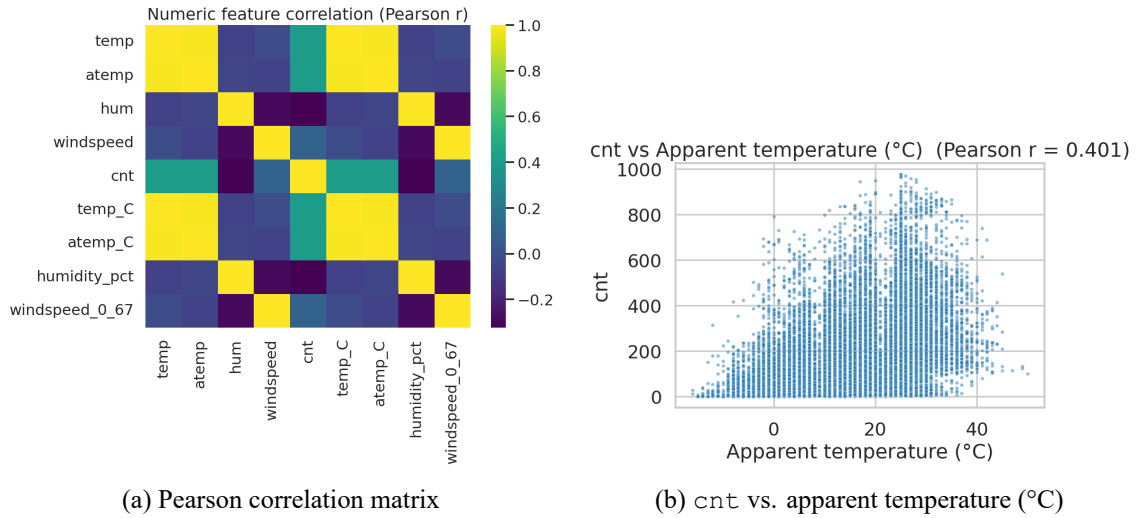 Numeric feature correlation (Pearson r)
temp
atemp
hum
windspeed
cnt
temp_C
atemp_C
humidity_pct
windspeed_0_67
temp
atemp
hum
windspeed
cnt
temp_C
atemp_C
humidity_pct
windspeed_0_67
1.0
0.8
0.6
0.4
0.2
0.0
−0.2
(a) Pearson correlation matrix
cnt vs Apparent temperature (°C) (Pearson r = 0.401)
cnt
1000
800
600
400
200
0
0
20
40
Apparent temperature (°C)
(b) cnt vs. apparent temperature (°C)